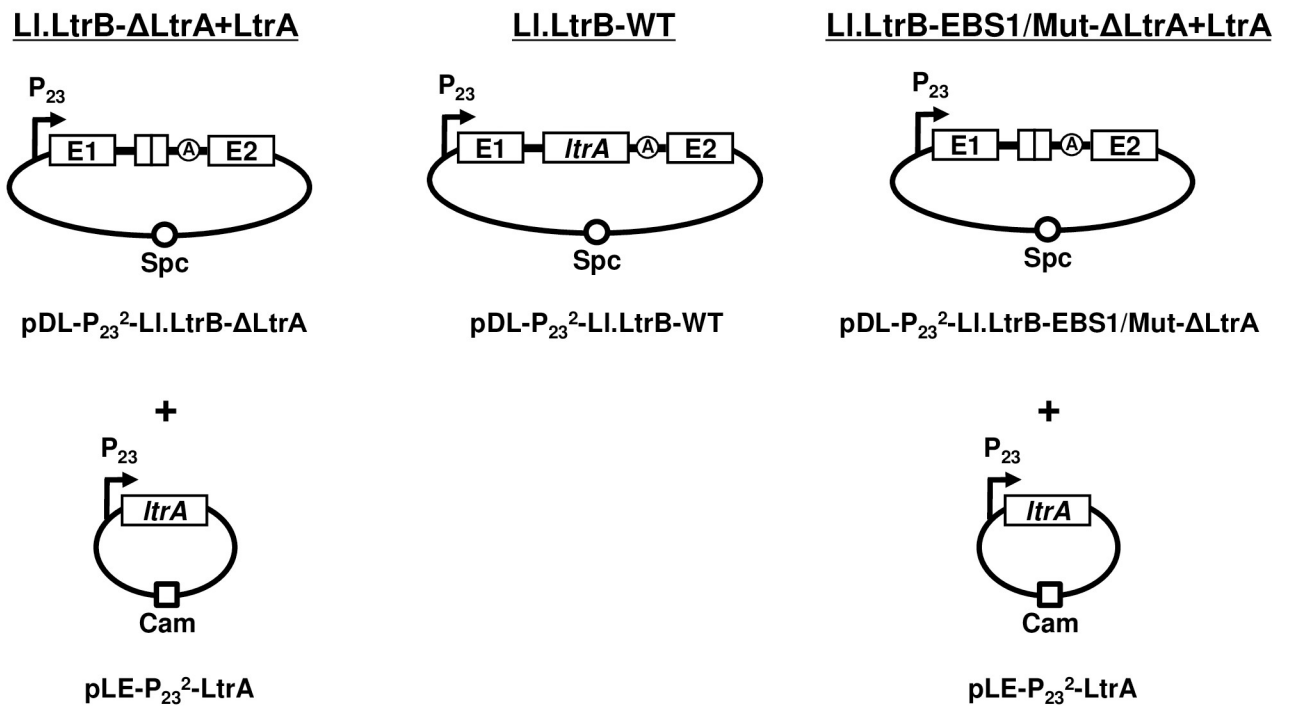 Ll.LtrB-ΔLtrA+LtrA
P23
E1
A
E2
Spc
pDL-P23²-Ll.LtrB-ΔLtrA
+
P23
ltrA
Cam
pLE-P23²-LtrA
Ll.LtrB-WT
P23
E1
ltrA
A
E2
Spc
pDL-P23²-Ll.LtrB-WT
Ll.LtrB-EBS1/Mut-ΔLtrA+LtrA
P23
E1
A
E2
Spc
pDL-P23²-Ll.LtrB-EBS1/Mut-ΔLtrA
+
P23
ltrA
Cam
pLE-P23²-LtrA